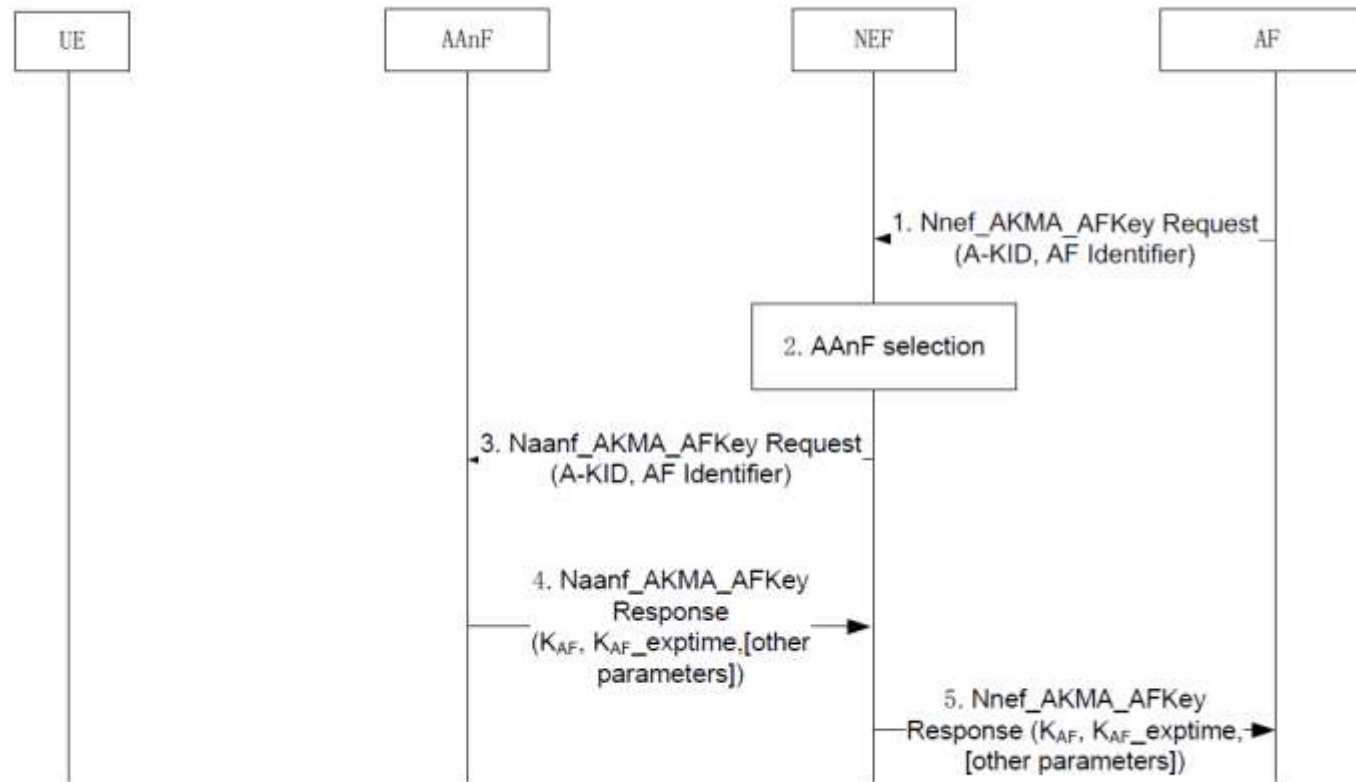 UE
AAnF
NEF
AF
1. Nnef_AKMA_AFKey Request
(A-KID, AF Identifier)
2. AAnF selection
3. Naanf_AKMA_AFKey Request
(A-KID, AF Identifier)
4. Naanf_AKMA_AFKey
Response
(KAF, KAF_exptime,[other
parameters])
5. Nnef_AKMA_AFKey
Response (KAF, KAF_exptime,
[other parameters])